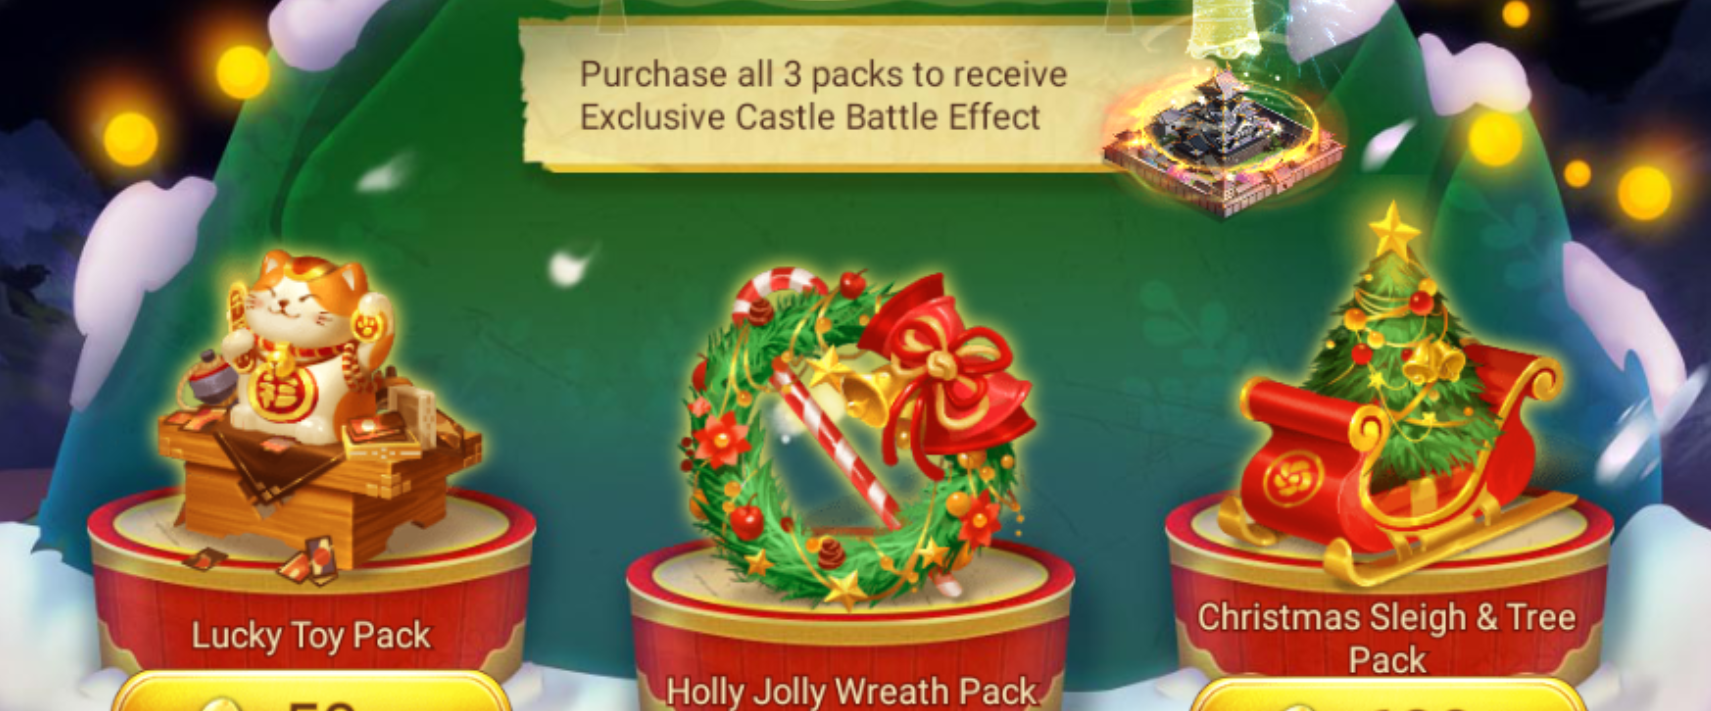 Purchase all 3 packs to receive
Exclusive Castle Battle Effect
Lucky Toy Pack
Holly Jolly Wreath Pack
Christmas Sleigh & Tree
Pack